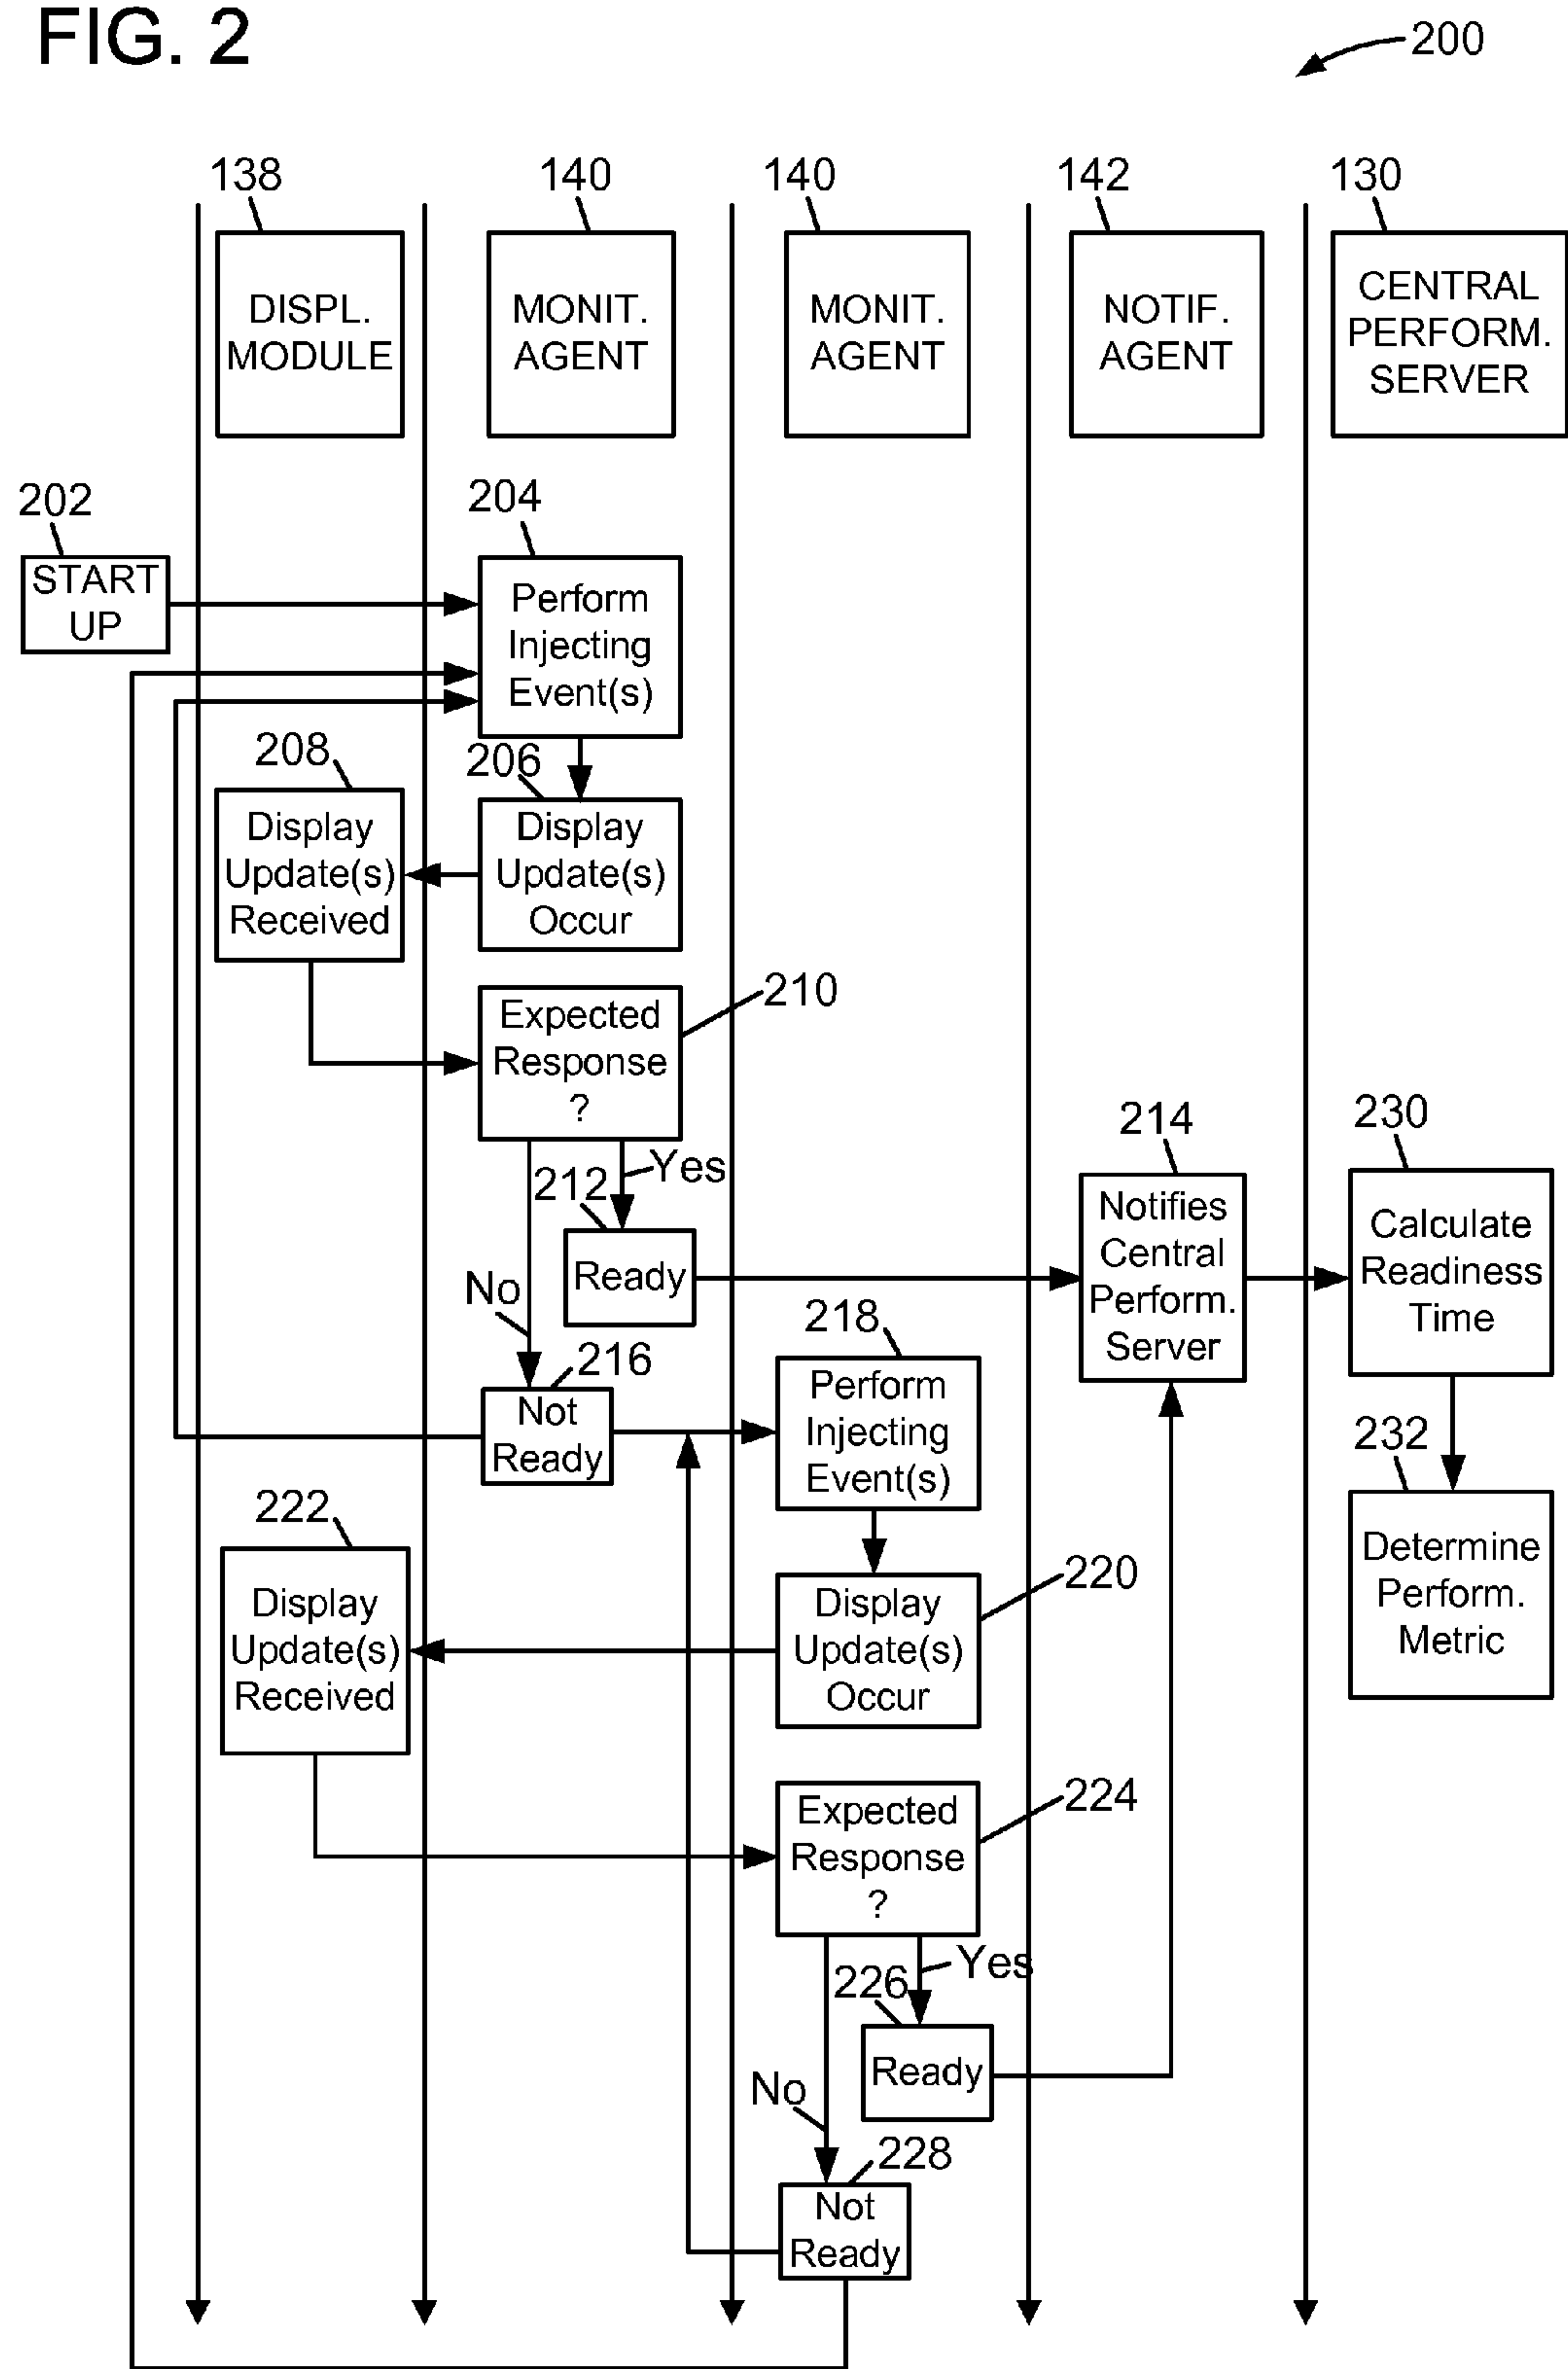 FIG. 2
200
138
140
140
142
130
DISPL.
MODULE
MONIT.
AGENT
MONIT.
AGENT
NOTIF.
AGENT
CENTRAL
PERFORM.
SERVER
202
START
UP
204
Perform
Injecting
Event(s)
208
Display
Update(s)
Received
206
Display
Update(s)
Occur
210
Expected
Response
?
Yes
212
Ready
No
216
Not
Ready
214
Notifies
Central
Perform.
Server
230
Calculate
Readiness
Time
232
Determine
Perform.
Metric
218
Perform
Injecting
Event(s)
220
Display
Update(s)
Occur
222
Display
Update(s)
Received
224
Expected
Response
?
Yes
226
Ready
No
228
Not
Ready